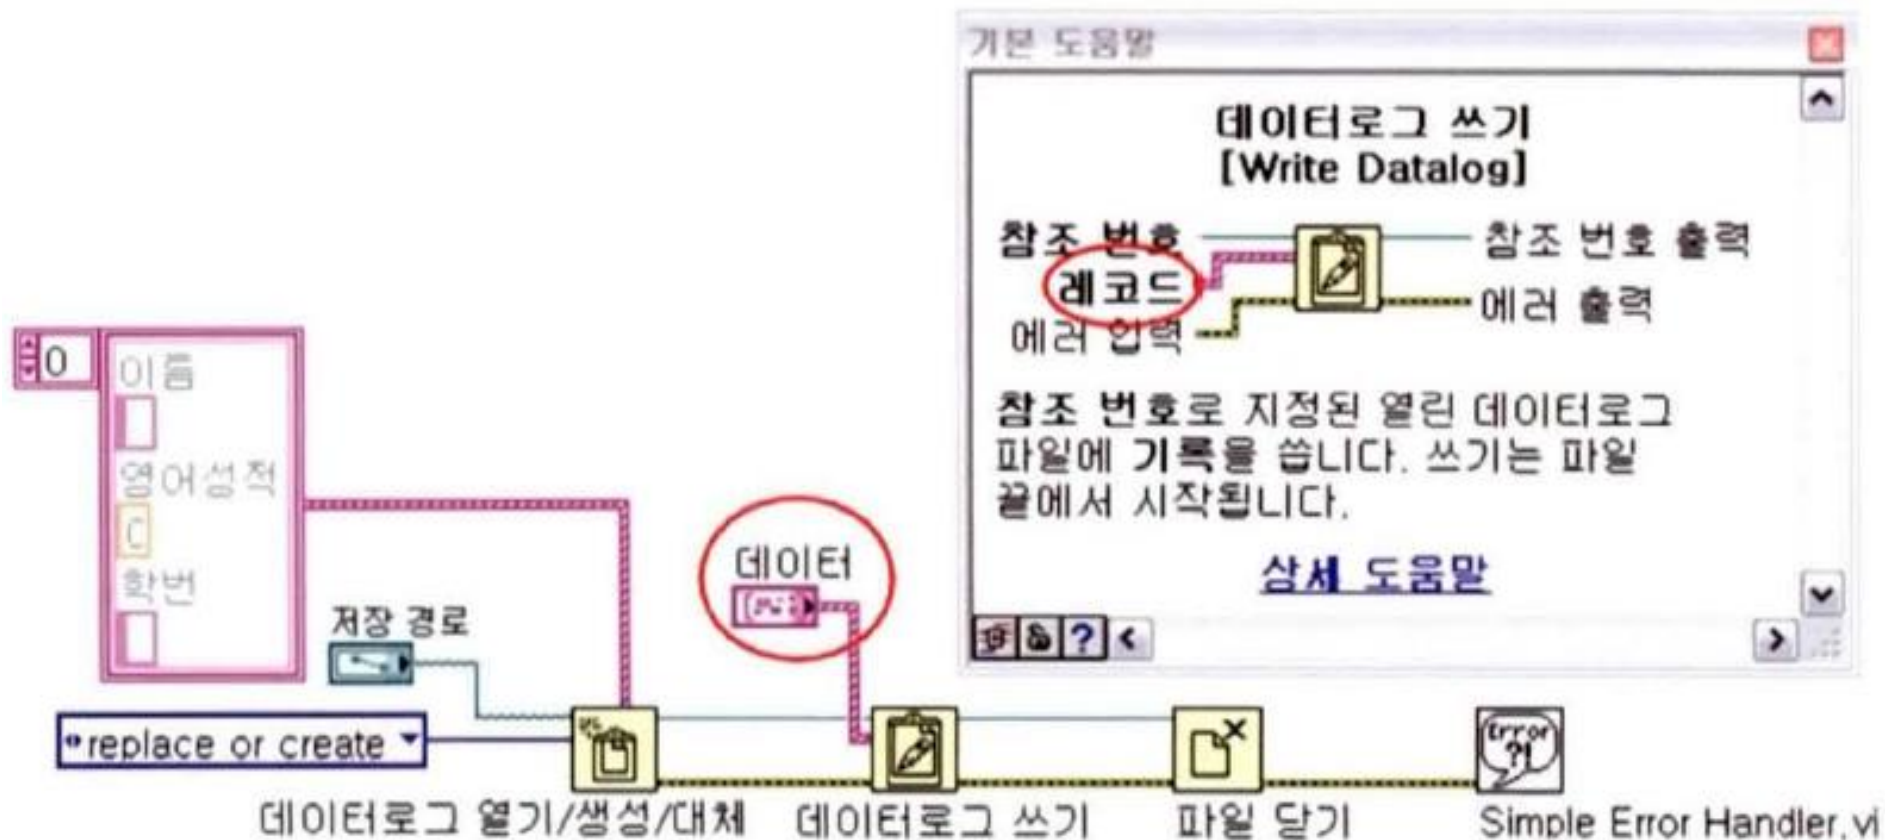 기본 도움말
데이터로그 쓰기
[Write Datalog]
참조 번호
레코드
에러 입력
참조 번호 출력
에러 출력
참조 번호로 지정된 열린 데이터로그
파일에 기록을 씁니다. 쓰기는 파일
끝에서 시작됩니다.
상세 도움말
?
0
이름
영어성적
학번
저장 경로
데이터
replace or create
Error
?!
데이터로그 열기/생성/대체
데이터로그 쓰기
파일 닫기
Simple Error Handler.vi